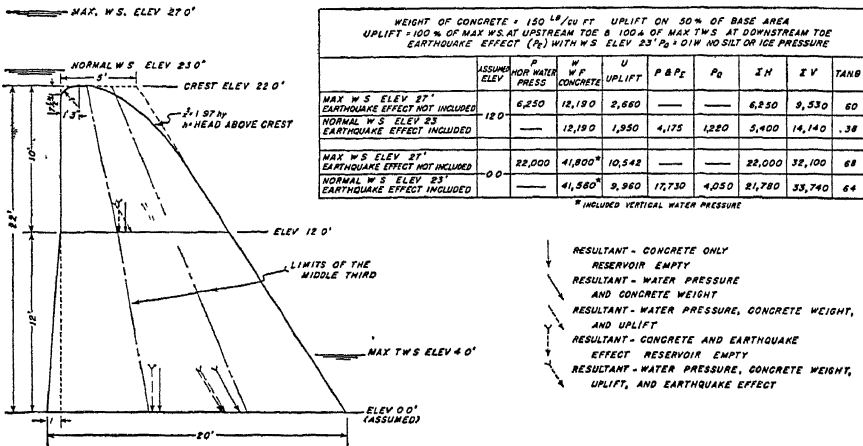 MAX. W.S. ELEV 27 0'
NORMAL W S ELEV 23 0'
5'
CREST ELEV 22 0'
1' 3"
x² = 1 97 hy
h = HEAD ABOVE CREST
10'
22'
12'
ELEV 12 0'
LIMITS OF THE
MIDDLE THIRD
MAX TWS ELEV 4 0'
ELEV 0 0'
(ASSUMED)
1
20'
WEIGHT OF CONCRETE = 150 LB/CU FT UPLIFT ON 50 % OF BASE AREA
UPLIFT = 100 % OF MAX WS. AT UPSTREAM TOE & 100 % OF MAX TWS AT DOWNSTREAM TOE
EARTHQUAKE EFFECT (PE) WITH W S ELEV 23' PQ = 0 1 W NO SILT OR ICE PRESSURE
ASSUMED ELEV P HOR WATER PRESS W WF CONCRETE U UPLIFT P & PE PQ Σ H Σ V TAN θ
MAX W S ELEV 27'
EARTHQUAKE EFFECT NOT INCLUDED 12 0 6,250 12,190 2,660 — — 6,250 9,530 60
NORMAL W S ELEV 23
EARTHQUAKE EFFECT INCLUDED — 12,190 1,950 4,175 1,220 5,400 14,140 .38
MAX W S ELEV 27'
EARTHQUAKE EFFECT NOT INCLUDED 0 0 22,000 41,800* 10,542 — — 22,000 32,100 68
NORMAL W S ELEV 23'
EARTHQUAKE EFFECT INCLUDED — 41,560* 9,960 17,730 4,050 21,780 33,740 64
* INCLUDED VERTICAL WATER PRESSURE
RESULTANT - CONCRETE ONLY
RESERVOIR EMPTY
RESULTANT - WATER PRESSURE
AND CONCRETE WEIGHT
RESULTANT - WATER PRESSURE, CONCRETE WEIGHT,
AND UPLIFT
RESULTANT - CONCRETE AND EARTHQUAKE
EFFECT RESERVOIR EMPTY
RESULTANT - WATER PRESSURE, CONCRETE WEIGHT,
UPLIFT, AND EARTHQUAKE EFFECT